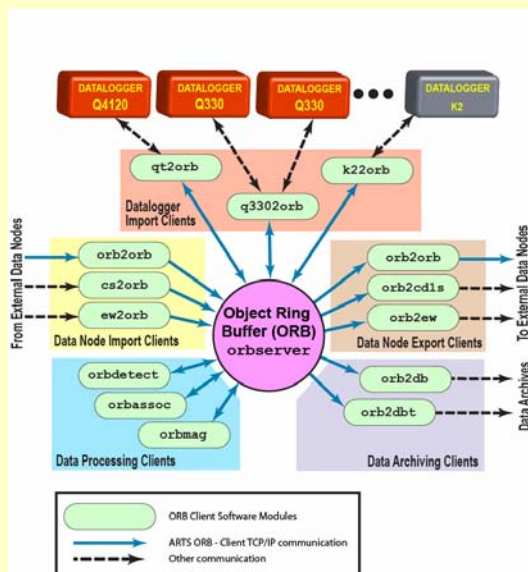 DATALOGGER
Q4120
DATALOGGER
Q330
DATALOGGER
Q330
DATALOGGER
K2
qt2orb
k22orb
q3302orb
Datalogger
Import Clients
From External Data Nodes
orb2orb
cs2orb
ew2orb
Data Node Import Clients
Object Ring
Buffer (ORB)
orbserver
orb2orb
orb2cd1s
orb2ew
Data Node Export Clients
To External Data Nodes
orbdetect
orbassoc
orbmag
Data Processing Clients
orb2db
orb2dbt
Data Archiving Clients
Data Archives
ORB Client Software Modules
ARTS ORB - Client TCP/IP communication
Other communication